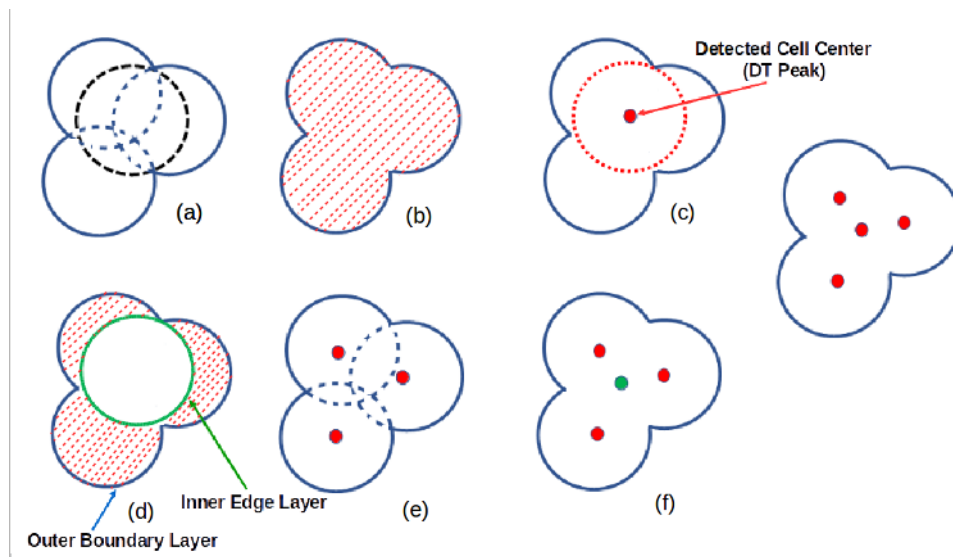 Detected Cell Center
(DT Peak)
(a)
(b)
(c)
(d)
Inner Edge Layer
(e)
(f)
Outer Boundary Layer